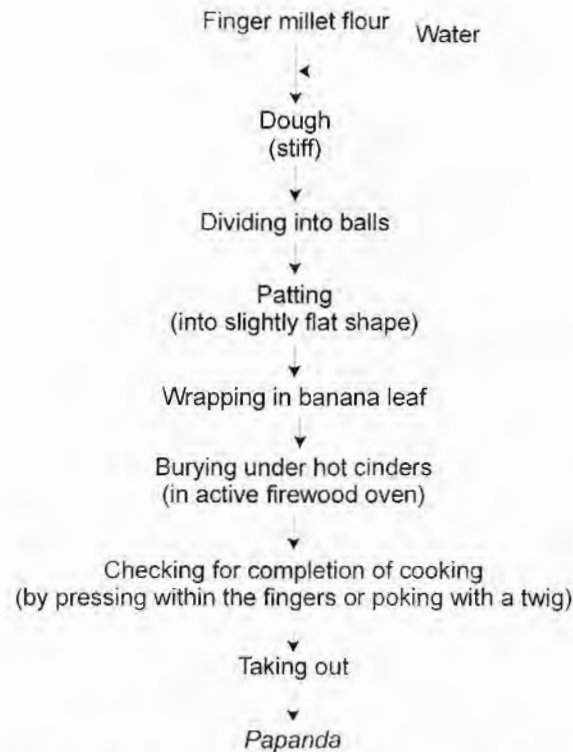 Finger millet flour
Water
Dough
(stiff)
Dividing into balls
Patting
(into slightly flat shape)
Wrapping in banana leaf
Burying under hot cinders
(in active firewood oven)
Checking for completion of cooking
(by pressing within the fingers or poking with a twig)
Taking out
Papanda